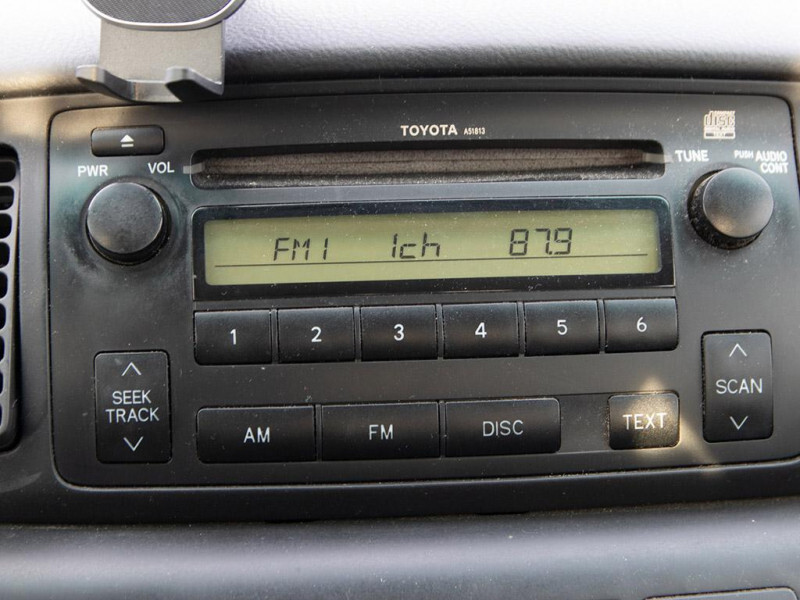 TOYOTA A51813
DISC
PWR
VOL
TUNE
PUSH AUDIO
CONT
FM1 1ch 87.9
1 2 3 4 5 6
SEEK
TRACK
SCAN
AM FM DISC TEXT